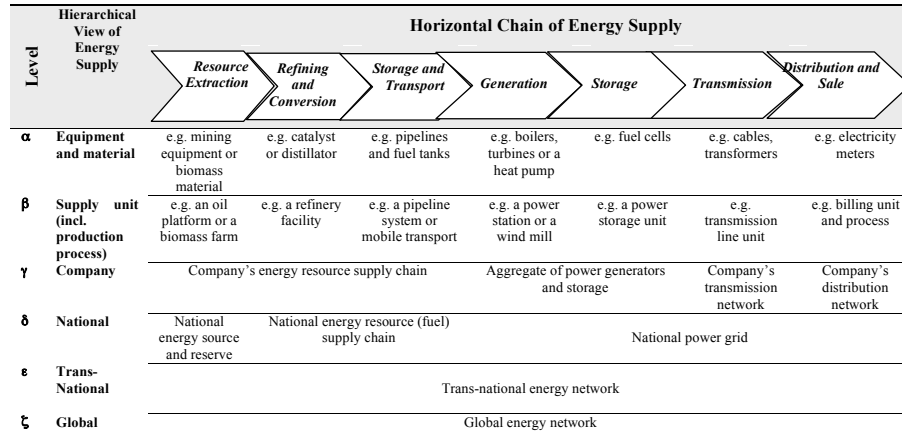 Level
Hierarchical
View of
Energy
Supply
Horizontal Chain of Energy Supply
Resource
Extraction
Refining
and
Conversion
Storage and
Transport
Generation
Storage
Transmission
Distribution and
Sale
α
Equipment
and material
e.g. mining
equipment or
biomass
material
e.g. catalyst
or distillator
e.g. pipelines
and fuel tanks
e.g. boilers,
turbines or a
heat pump
e.g. fuel cells
e.g. cables,
transformers
e.g. electricity
meters
β
Supply unit
(incl.
production
process)
e.g. an oil
platform or a
biomass farm
e.g. a refinery
facility
e.g. a pipeline
system or
mobile transport
e.g. a power
station or a
wind mill
e.g. a power
storage unit
e.g.
transmission
line unit
e.g. billing unit
and process
γ
Company
Company's energy resource supply chain
Aggregate of power generators
and storage
Company's
transmission
network
Company's
distribution
network
δ
National
National
energy source
and reserve
National energy resource (fuel)
supply chain
National power grid
ε
Trans-
National
Trans-national energy network
ζ
Global
Global energy network